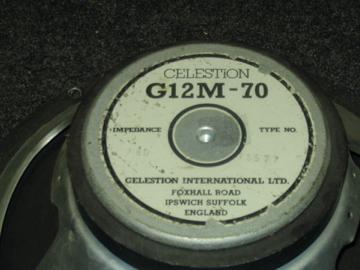 CELESTION
G12M-70
IMPEDANCE TYPE NO.
CELESTION INTERNATIONAL LTD.
FOXHALL ROAD
IPSWICH SUFFOLK
ENGLAND